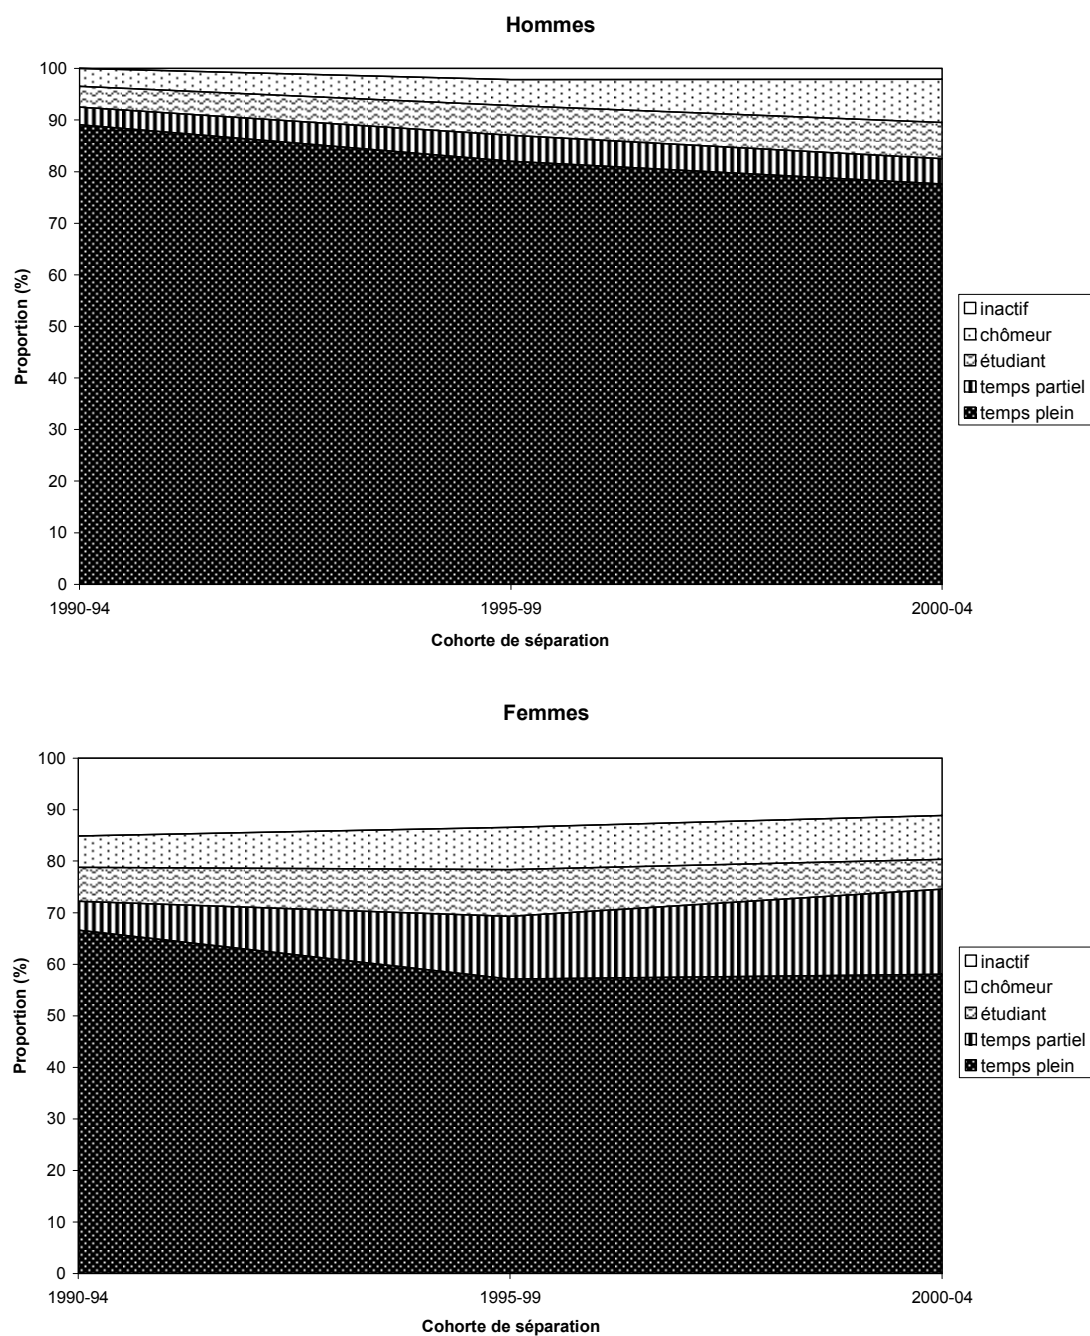 Hommes
100
90
80
70
60
50
40
30
20
10
0
Proportion (%)
1990-94
1995-99
2000-04
Cohorte de séparation
inactif
chômeur
étudiant
temps partiel
temps plein
Femmes
100
90
80
70
60
50
40
30
20
10
0
Proportion (%)
1990-94
1995-99
2000-04
Cohorte de séparation
inactif
chômeur
étudiant
temps partiel
temps plein